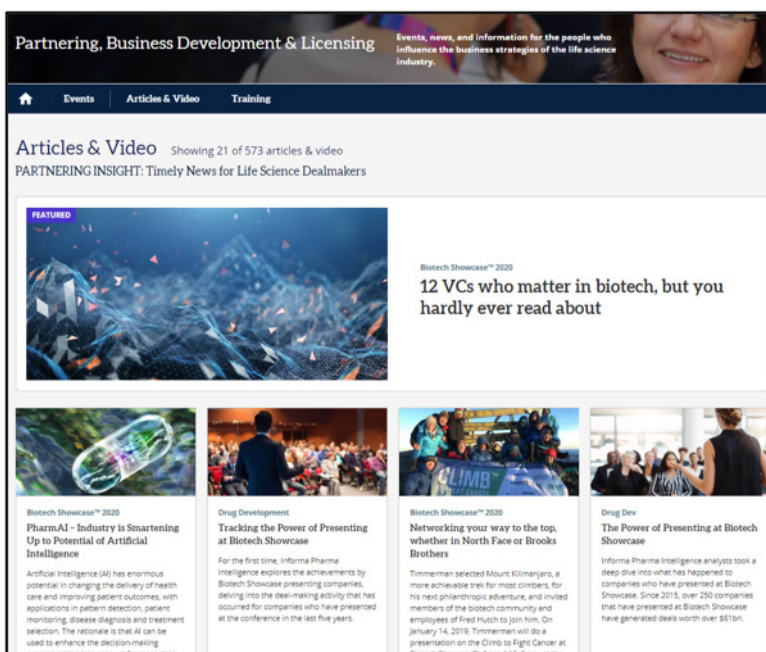 Partnering, Business Development & Licensing
Events, news, and information for the people who
influence the business strategies of the life science
industry.
Events
Articles & Video
Training
Articles & Video Showing 21 of 573 articles & video
PARTNERING INSIGHT: Timely News for Life Science Dealmakers
FEATURED
Biotech Showcase™ 2020
12 VCs who matter in biotech, but you
hardly ever read about
Biotech Showcase™ 2020
PharmAI – Industry is Smartening
Up to Potential of Artificial
Intelligence
Artificial Intelligence (AI) has enormous
potential in changing the delivery of health
care and improving patient outcomes, with
applications in pattern detection, patient
monitoring, disease diagnosis and treatment
selection. The rationale is that AI can be
used to enhance the decision-making
Drug Development
Tracking the Power of Presenting
at Biotech Showcase
For the first time, Informa Pharma
Intelligence explores the achievements by
Biotech Showcase presenting companies,
delving into the deal-making activity that has
occurred for companies who have presented
at the conference in the last five years.
CLIMB
Biotech Showcase™ 2020
Networking your way to the top,
whether in North Face or Brooks
Brothers
Timmerman selected Mount Kilimanjaro, a
more achievable trek for most climbers, for
his next philanthropic adventure, and invited
members of the biotech community and
employees of Fred Hutch to join him. On
January 14, 2019, Timmerman will do a
presentation on the Climb to Fight Cancer at
Drug Dev
The Power of Presenting at Biotech
Showcase
Informa Pharma Intelligence analysts took a
deep dive into what has happened to
companies who have presented at Biotech
Showcase. Since 2015, over 250 companies
that have presented at Biotech Showcase
have generated deals worth over $61bn.